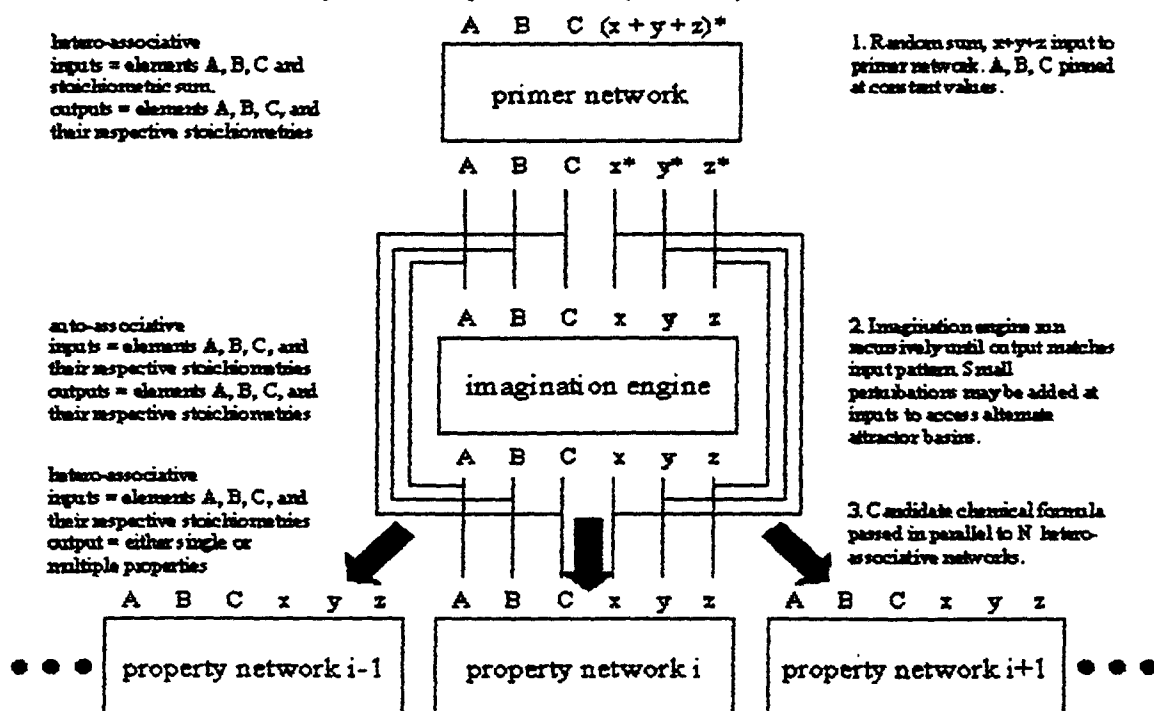 A B C (x + y + z)*
hetero-associative
inputs = elements A, B, C and
stoichiometric sum.
outputs = elements A, B, C, and
their respective stoichiometries
primer network
1. Random sum, x+y+z input to
primer network. A, B, C pinned
at constant values.
A B C x* y* z*
A B C x y z
auto-associative
inputs = elements A, B, C, and
their respective stoichiometries
outputs = elements A, B, C, and
their respective stoichiometries
imagination engine
2. Imagination engine run
recursively until output matches
input pattern. Small
perturbations may be added at
inputs to access alternate
attractor basins.
A B C x y z
hetero-associative
inputs = elements A, B, C, and
their respective stoichiometries
output = either single or
multiple properties
3. Candidate chemical formula
passed in parallel to N hetero-
associative networks.
A B C x y z
A B C x y z
A B C x y z
property network i-1
property network i
property network i+1